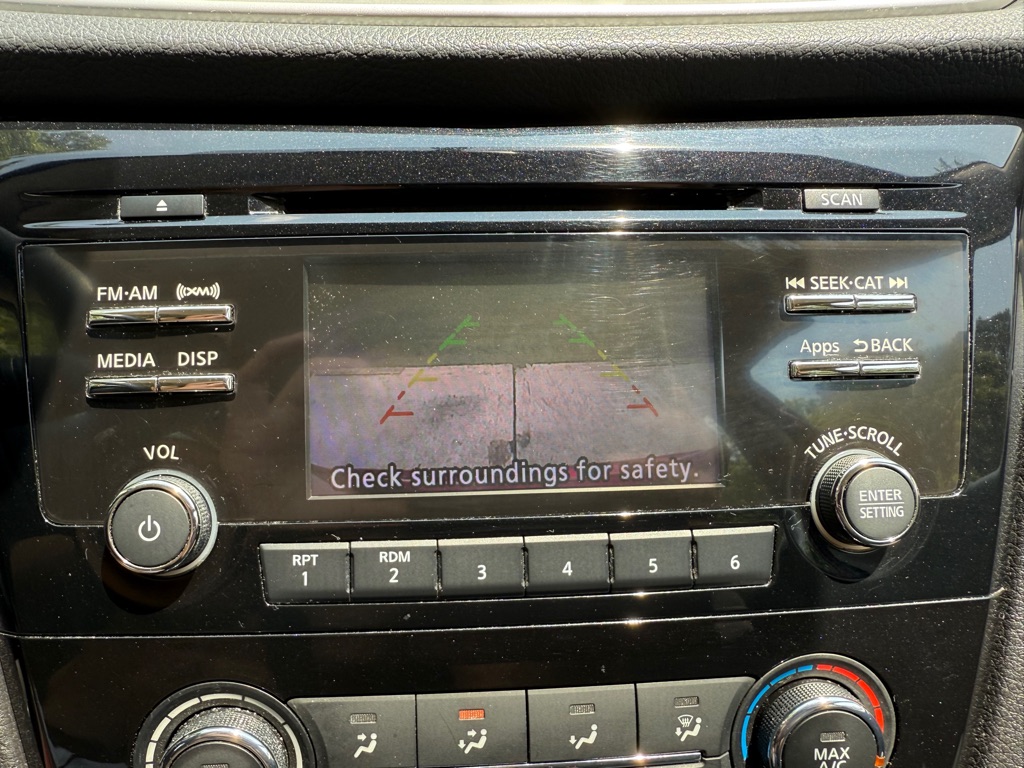 SCAN
FM·AM (((XM)))
SEEK·CAT
MEDIA DISP
Apps BACK
VOL
TUNE·SCROLL
Check surroundings for safety.
ENTER
SETTING
RPT
1
RDM
2
3
4
5
6
MAX
A/C